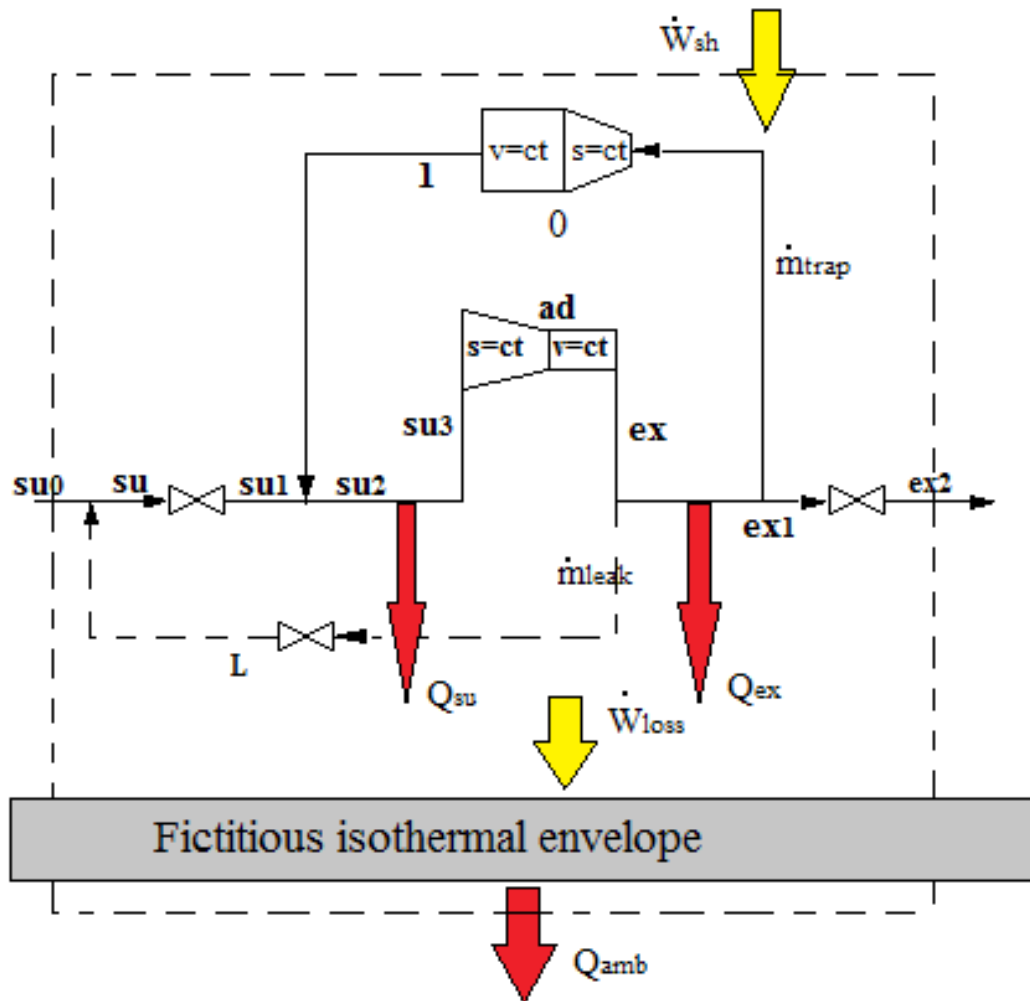 Ẇsh
v=ct s=ct
1
0
ṁtrap
ad
s=ct v=ct
su3 ex
su0 su su1 su2 ex1 ex2
ṁleak
L
Qsu Qex
Ẇloss
Fictitious isothermal envelope
Qamb